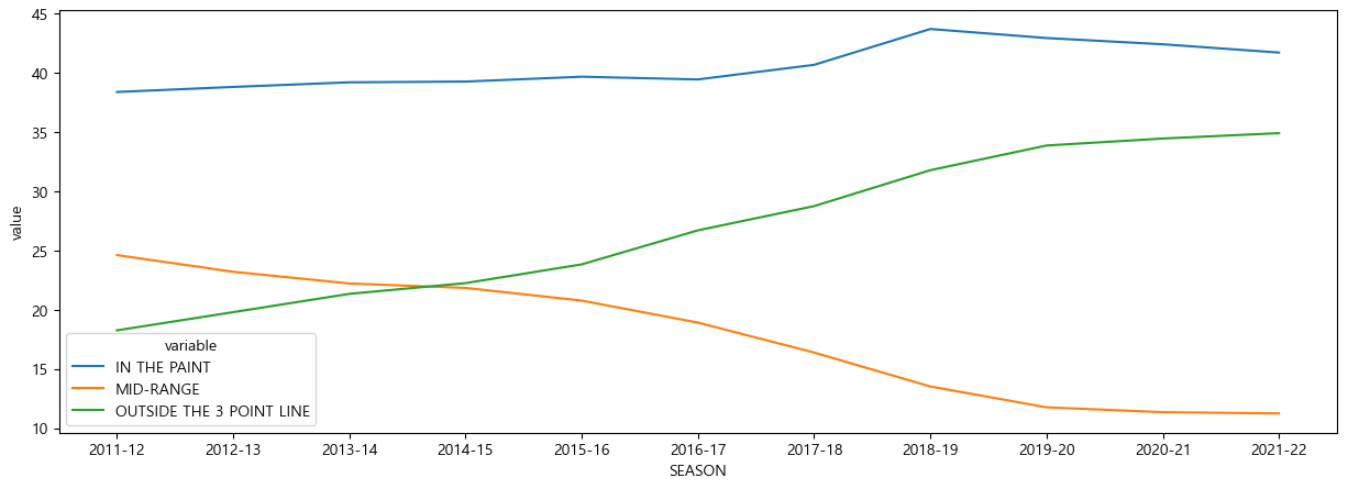 45
40
35
30
25
20
15
10
value
variable
IN THE PAINT
MID-RANGE
OUTSIDE THE 3 POINT LINE
2011-12 2012-13 2013-14 2014-15 2015-16 2016-17 2017-18 2018-19 2019-20 2020-21 2021-22
SEASON